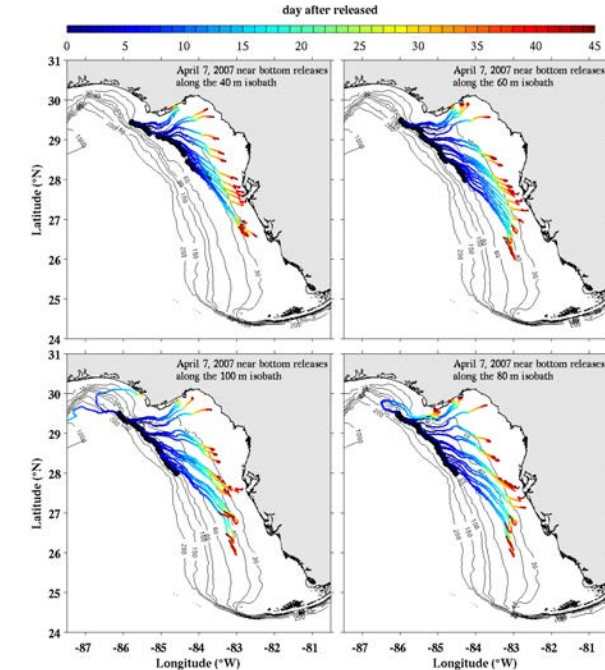 day after released
0 5 10 15 20 25 30 35 40 45
April 7, 2007 near bottom releases
along the 40 m isobath
April 7, 2007 near bottom releases
along the 60 m isobath
31
30
29
28
27
26
25
24
Latitude (°N)
April 7, 2007 near bottom releases
along the 100 m isobath
April 7, 2007 near bottom releases
along the 80 m isobath
31
30
29
28
27
26
25
24
Latitude (°N)
-87 -86 -85 -84 -83 -82 -81
-87 -86 -85 -84 -83 -82 -81
Longitude (°W)
Longitude (°W)